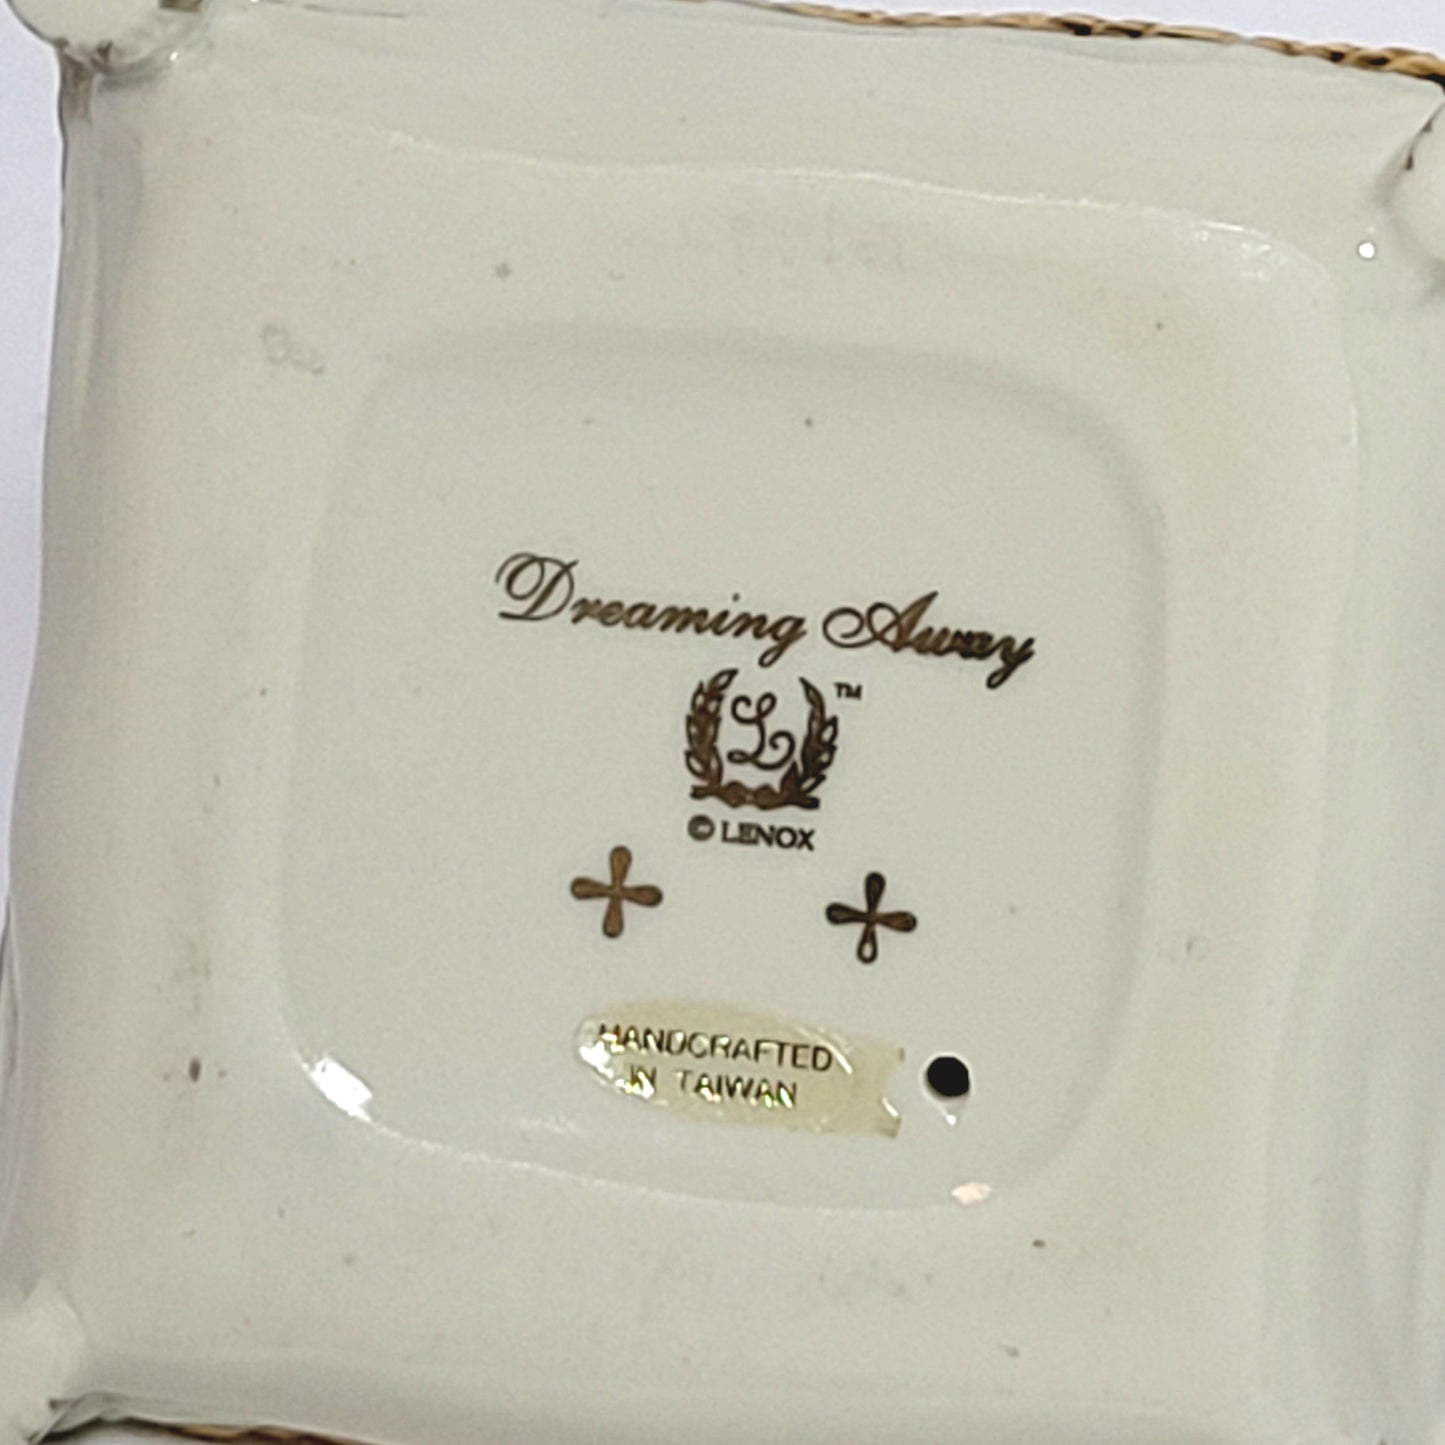 Dreaming Away
L ™
© LENOX
HANDCRAFTED
IN TAIWAN